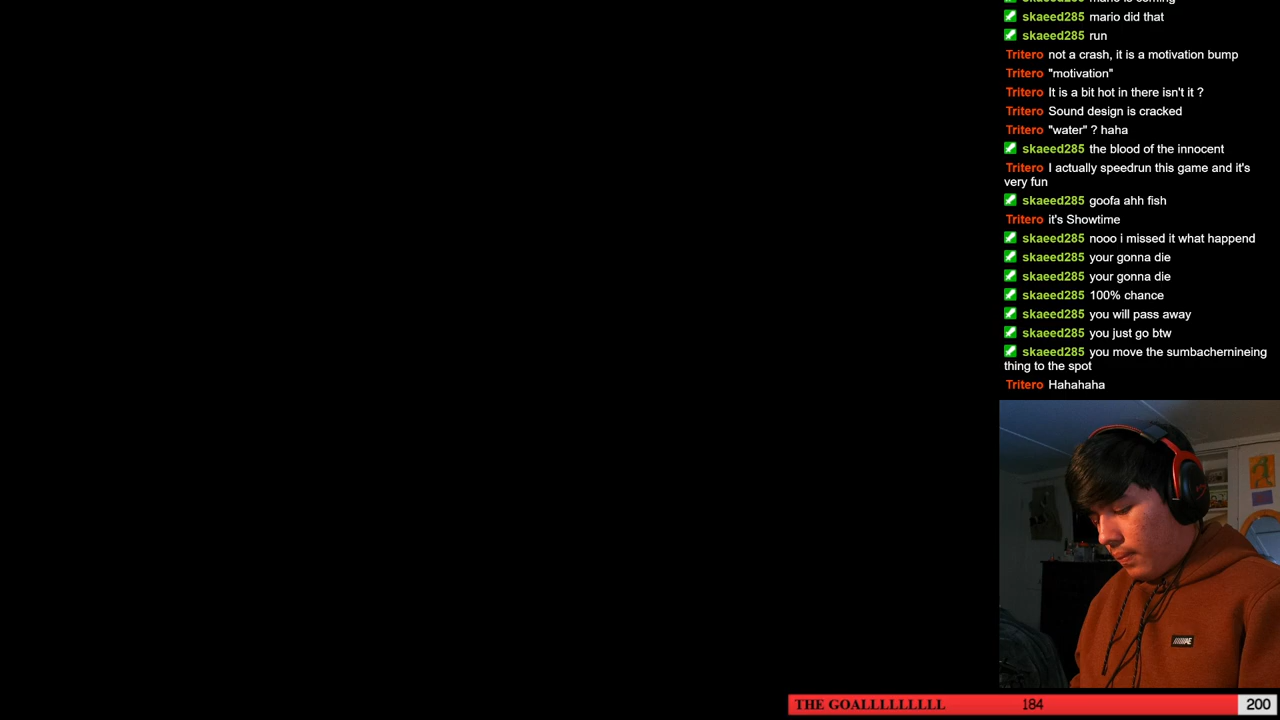 skaeed285 mario did that
skaeed285 run
Tritero not a crash, it is a motivation bump
Tritero "motivation"
Tritero It is a bit hot in there isn't it ?
Tritero Sound design is cracked
Tritero "water" ? haha
skaeed285 the blood of the innocent
Tritero I actually speedrun this game and it's
very fun
skaeed285 goofa ahh fish
Tritero it's Showtime
skaeed285 nooo i missed it what happend
skaeed285 your gonna die
skaeed285 your gonna die
skaeed285 100% chance
skaeed285 you will pass away
skaeed285 you just go btw
skaeed285 you move the sumbachernineing
thing to the spot
Tritero Hahahaha
THE GOALLLLLLLLL 184 200